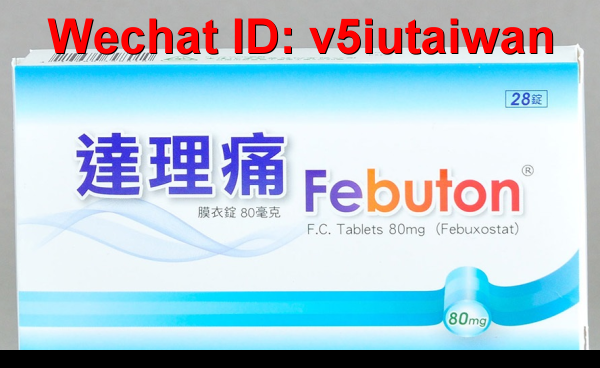 Wechat ID: v5iutaiwan
28錠
達理痛 Febuton®
膜衣錠 80毫克
F.C. Tablets 80mg (Febuxostat)
80mg